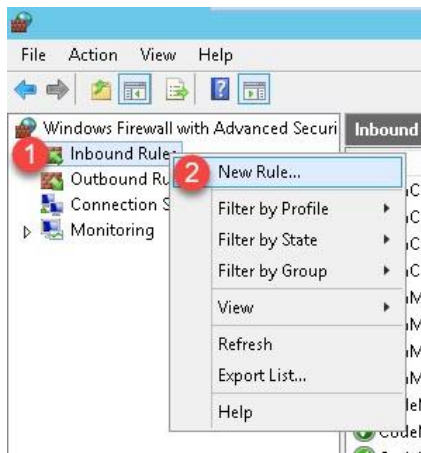 File Action View Help
Windows Firewall with Advanced Securi
Inbound
1 Inbound Rules
2 New Rule...
Outbound Ru
Connection S
Monitoring
Filter by Profile
Filter by State
Filter by Group
View
Refresh
Export List...
Help